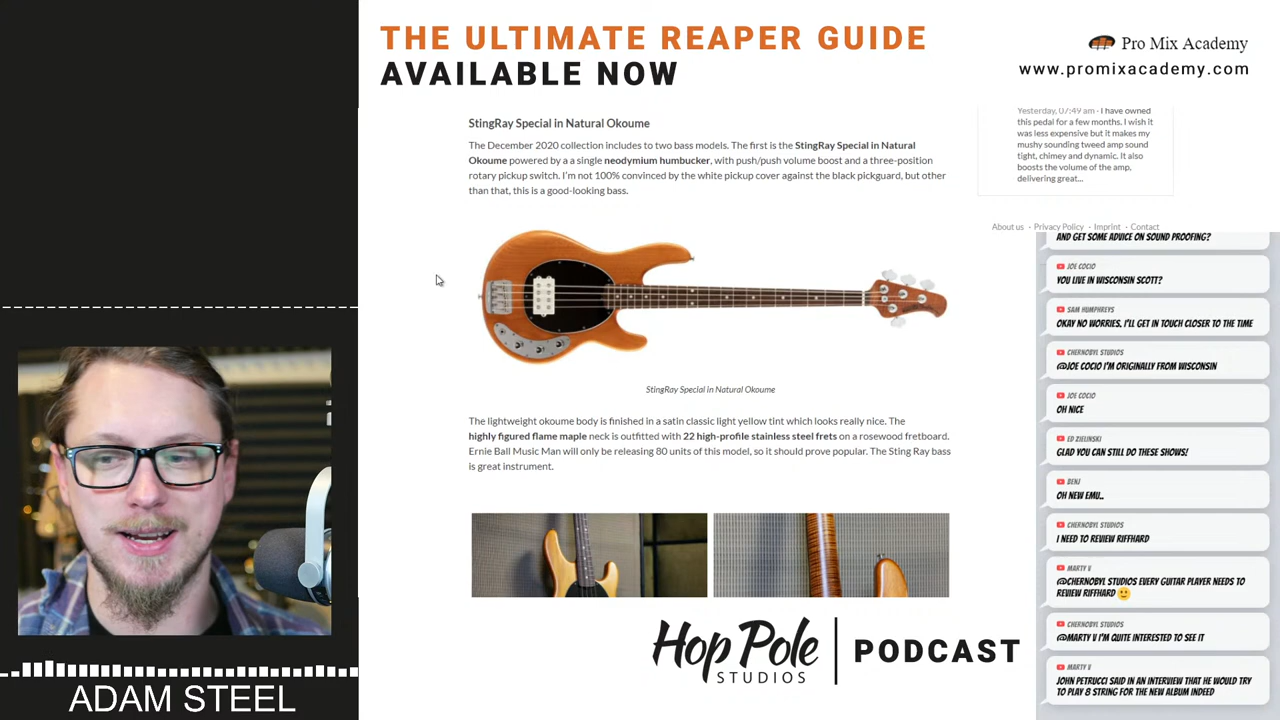 THE ULTIMATE REAPER GUIDE
AVAILABLE NOW
Pro Mix Academy
www.promixacademy.com
StingRay Special in Natural Okoume
The December 2020 collection includes to two bass models. The first is the StingRay Special in Natural
Okoume powered by a a single neodymium humbucker, with push/push volume boost and a three-position
rotary pickup switch. I'm not 100% convinced by the white pickup cover against the black pickguard, but other
than that, this is a good-looking bass.
StingRay Special in Natural Okoume
The lightweight okoume body is finished in a satin classic light yellow tint which looks really nice. The
highly figured flame maple neck is outfitted with 22 high-profile stainless steel frets on a rosewood fretboard.
Ernie Ball Music Man will only be releasing 80 units of this model, so it should prove popular. The Sting Ray bass
is great instrument.
Yesterday, 07:49 am · I have owned
this pedal for a few months. I wish it
was less expensive but it makes my
mushy sounding tweed amp sound
tight, chimey and dynamic. It also
boosts the volume of the amp,
delivering great...
About us · Privacy Policy · Imprint · Contact
AND GET SOME ADVICE ON SOUND PROOFING?
JOE COCIO
YOU LIVE IN WISCONSIN SCOTT?
SAM HUMPHREYS
OKAY NO WORRIES, I'LL GET IN TOUCH CLOSER TO THE TIME
CHERNOBYL STUDIOS
@JOE COCIO I'M ORIGINALLY FROM WISCONSIN
JOE COCIO
OH NICE
ED ZIELINSKI
GLAD YOU CAN STILL DO THESE SHOWS!
BENJ
OH NEW EMU..
CHERNOBYL STUDIOS
I NEED TO REVIEW RIFFHARD
MARTY V
@CHERNOBYL STUDIOS EVERY GUITAR PLAYER NEEDS TO
REVIEW RIFFHARD 🙂
CHERNOBYL STUDIOS
@MARTY V I'M QUITE INTERESTED TO SEE IT
MARTY V
JOHN PETRUCCI SAID IN AN INTERVIEW THAT HE WOULD TRY
TO PLAY 8 STRING FOR THE NEW ALBUM INDEED
Hop Pole
STUDIOS
PODCAST
ADAM STEEL